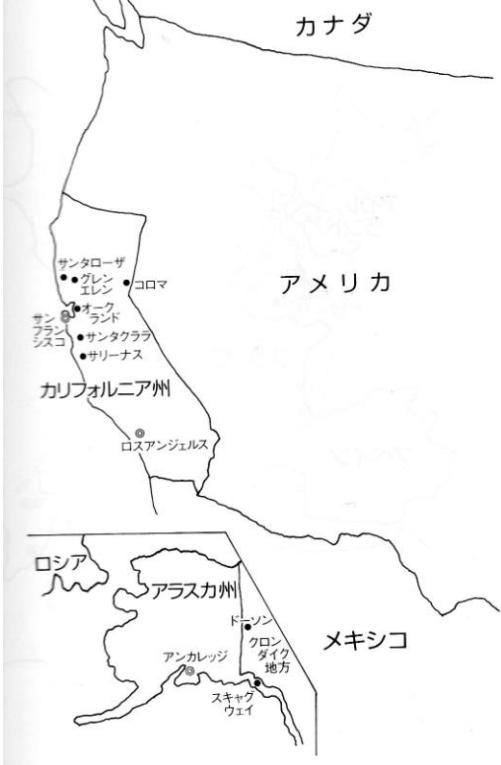 カナダ
アメリカ
サンタローザ
グレン
エレン
コロマ
オーク
ランド
サン
フラン
シスコ
サンタクララ
サリーナス
カリフォルニア州
ロスアンジェルス
ロシア
アラスカ州
ドーソン
クロン
ダイク
地方
メキシコ
アンカレッジ
スキャグ
ウェイ